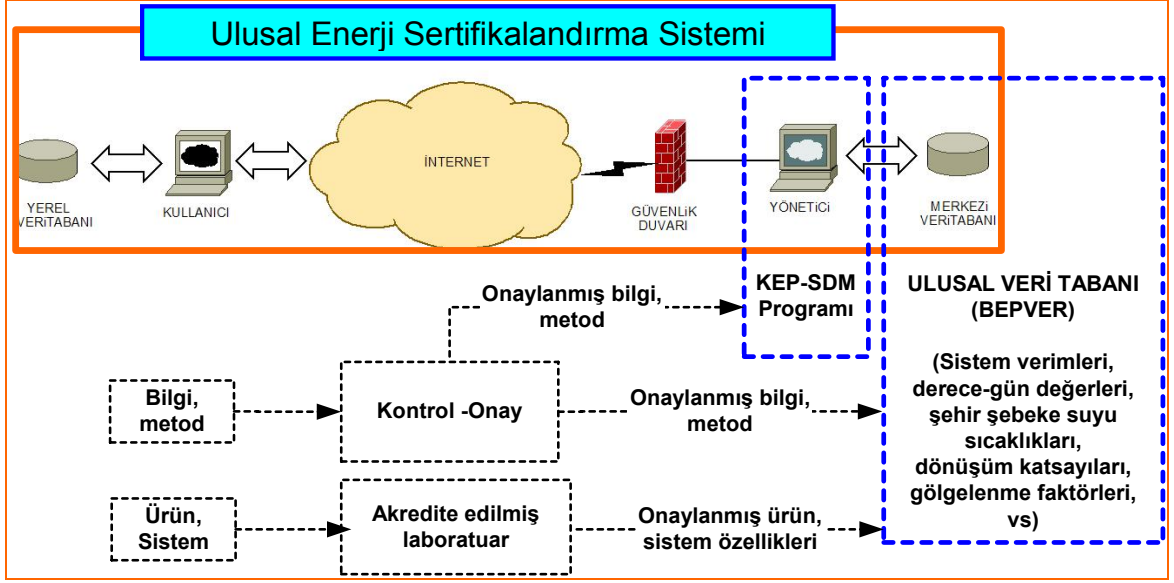 Ulusal Enerji Sertifikalandırma Sistemi
İNTERNET
YEREL
VERİTABANI
KULLANICI
GÜVENLİK
DUVARI
YÖNETİCİ
MERKEZİ
VERİTABANI
KEP-SDM
Programı
ULUSAL VERİ TABANI
(BEPVER)
(Sistem verimleri,
derece-gün değerleri,
şehir şebeke suyu
sıcaklıkları,
dönüşüm katsayıları,
gölgelenme faktörleri,
vs)
Onaylanmış bilgi,
metod
Bilgi,
metod
Kontrol -Onay
Onaylanmış bilgi,
metod
Ürün,
Sistem
Akredite edilmiş
laboratuar
Onaylanmış ürün,
sistem özellikleri